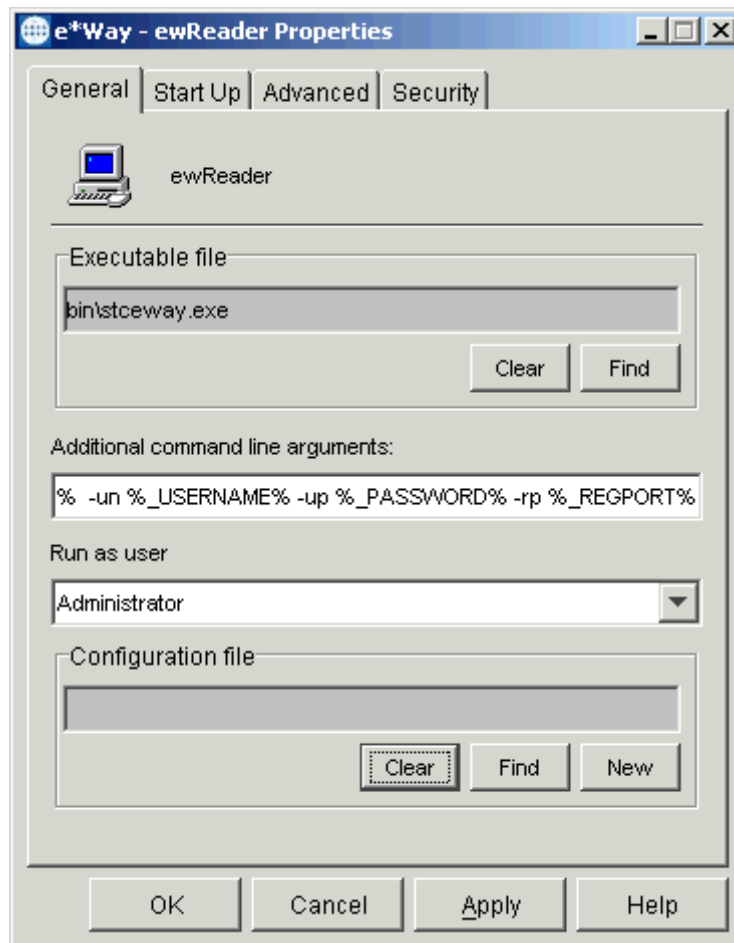 e*Way - ewReader Properties
General Start Up Advanced Security
ewReader
Executable file
bin\stceway.exe
Clear Find
Additional command line arguments:
% -un %_USERNAME% -up %_PASSWORD% -rp %_REGPORT%
Run as user
Administrator
Configuration file
Clear Find New
OK Cancel Apply Help